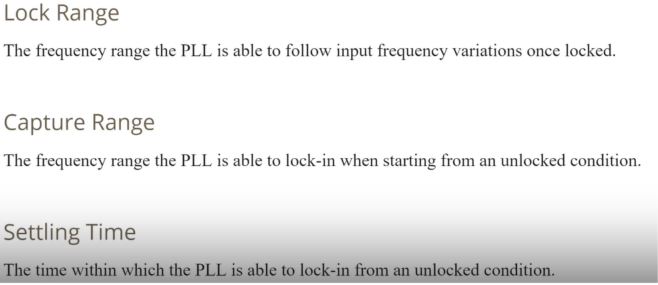 Lock Range
The frequency range the PLL is able to follow input frequency variations once locked.
Capture Range
The frequency range the PLL is able to lock-in when starting from an unlocked condition.
Settling Time
The time within which the PLL is able to lock-in from an unlocked condition.